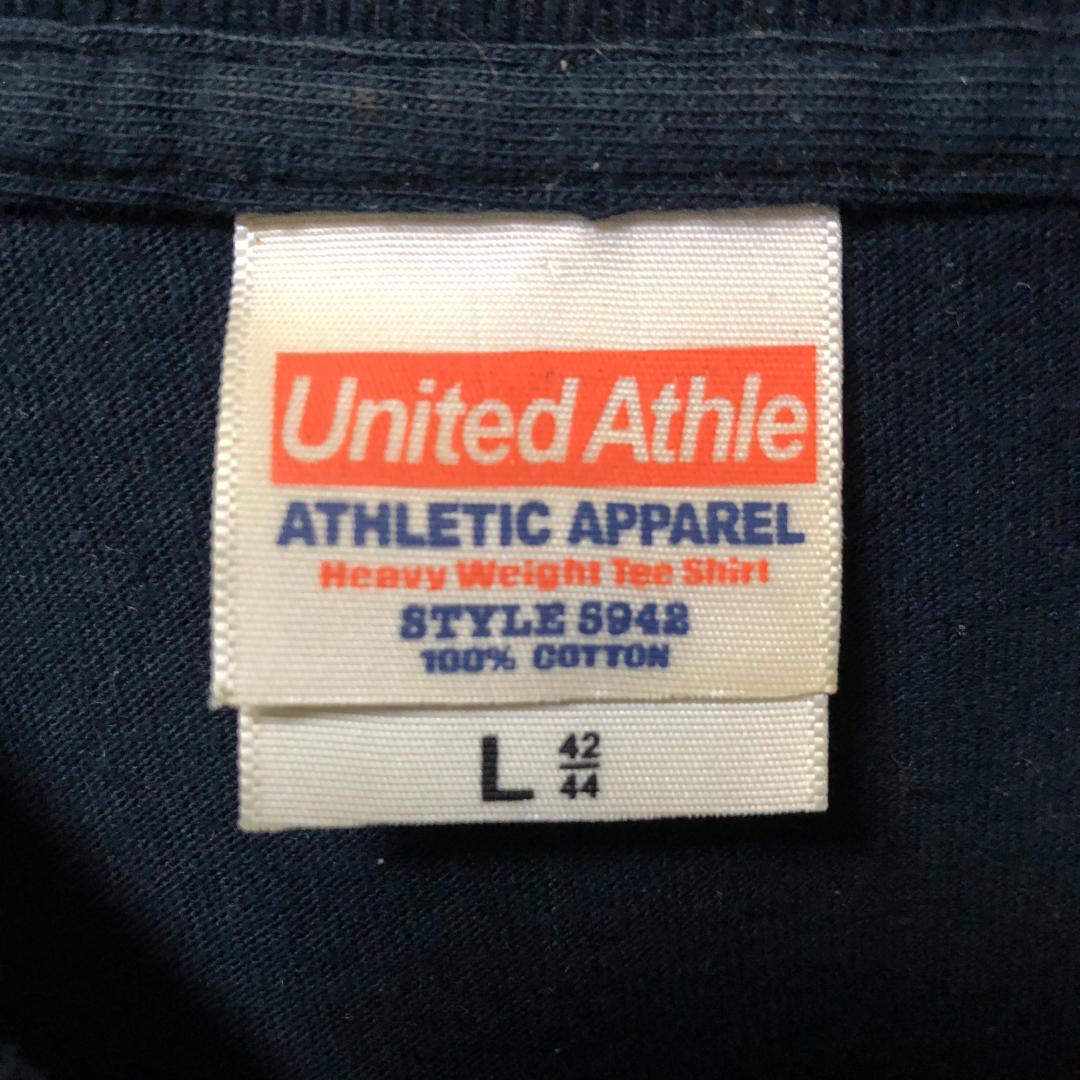 United Athle
ATHLETIC APPAREL
Heavy Weight Tee Shirt
STYLE 5942
100% COTTON
L 42
44